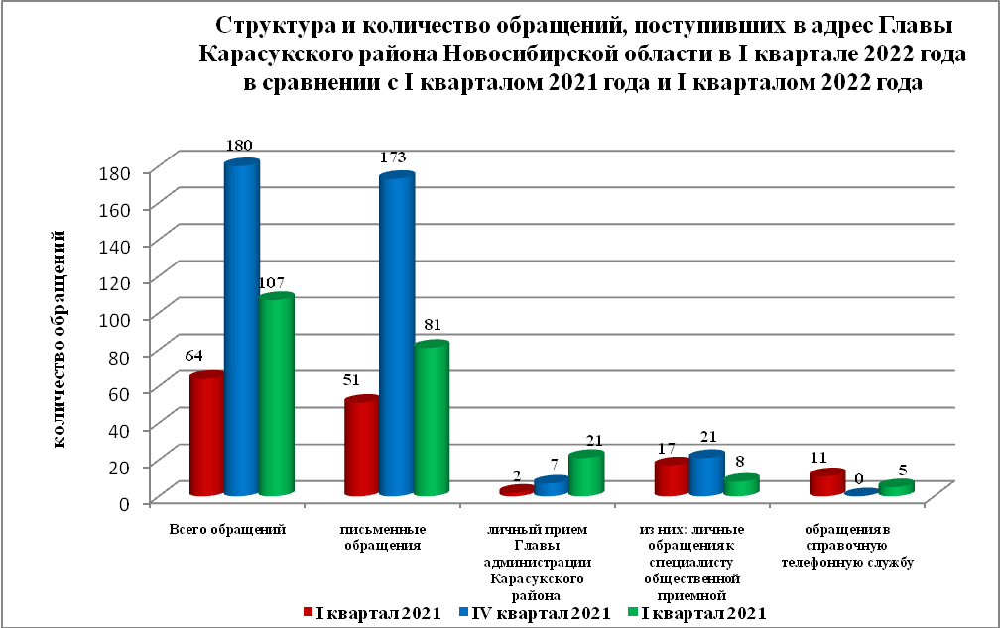 Структура и количество обращений, поступивших в адрес Главы
Карасукского района Новосибирской области в I квартале 2022 года
в сравнении с I кварталом 2021 года и I кварталом 2022 года
количество обращений
180
160
140
120
100
80
60
40
20
0
64
180
107
51
173
81
2
7
21
17
21
8
11
0
5
Всего обращений
письменные
обращения
личный прием
Главы
администрации
Карасукского
района
из них: личные
обращения к
специалисту
общественной
приемной
обращения в
справочную
телефонную службу
I квартал 2021
IV квартал 2021
I квартал 2021